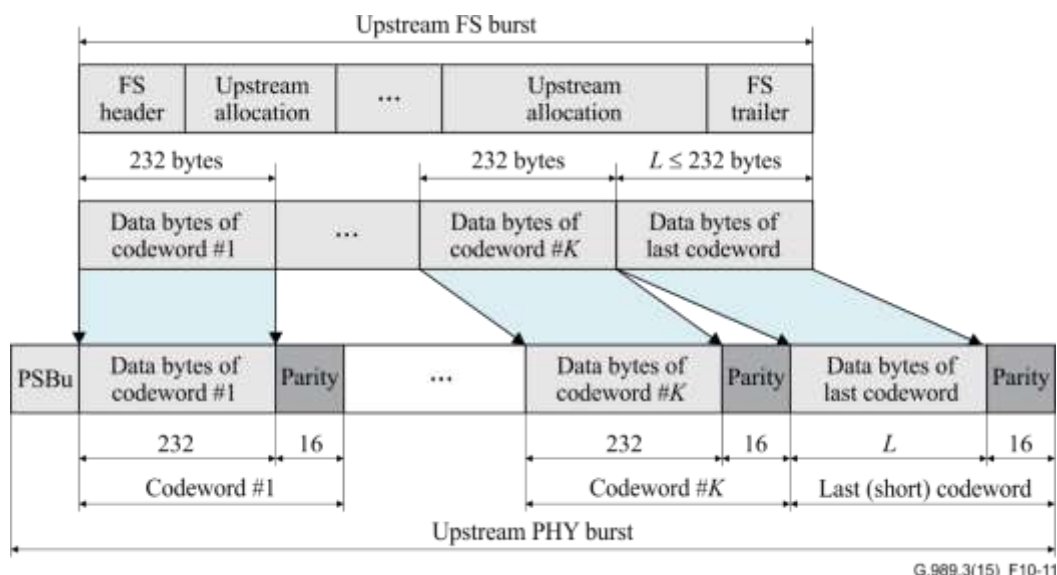 Upstream FS burst
FS
header
Upstream
allocation
...
Upstream
allocation
FS
trailer
232 bytes
232 bytes
L ≤ 232 bytes
Data bytes of
codeword #1
...
Data bytes of
codeword #K
Data bytes of
last codeword
PSBu
Data bytes of
codeword #1
Parity
...
Data bytes of
codeword #K
Parity
Data bytes of
last codeword
Parity
232
16
232
16
L
16
Codeword #1
Codeword #K
Last (short) codeword
Upstream PHY burst
G.989.3(15)_F10-11